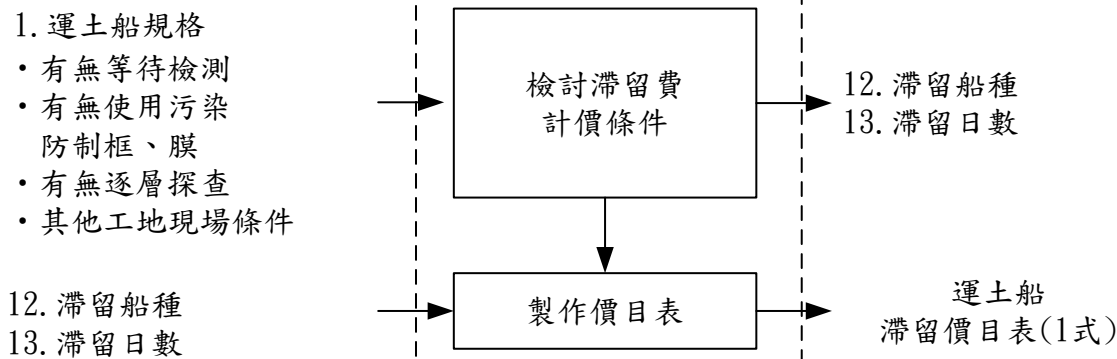 1.運土船規格
•有無等待檢測
•有無使用污染
防制框、膜
•有無逐層探查
•其他工地現場條件
檢討滯留費
計價條件
12.滯留船種
13.滯留日數
12.滯留船種
13.滯留日數
製作價目表
運土船
滯留價目表(1式)